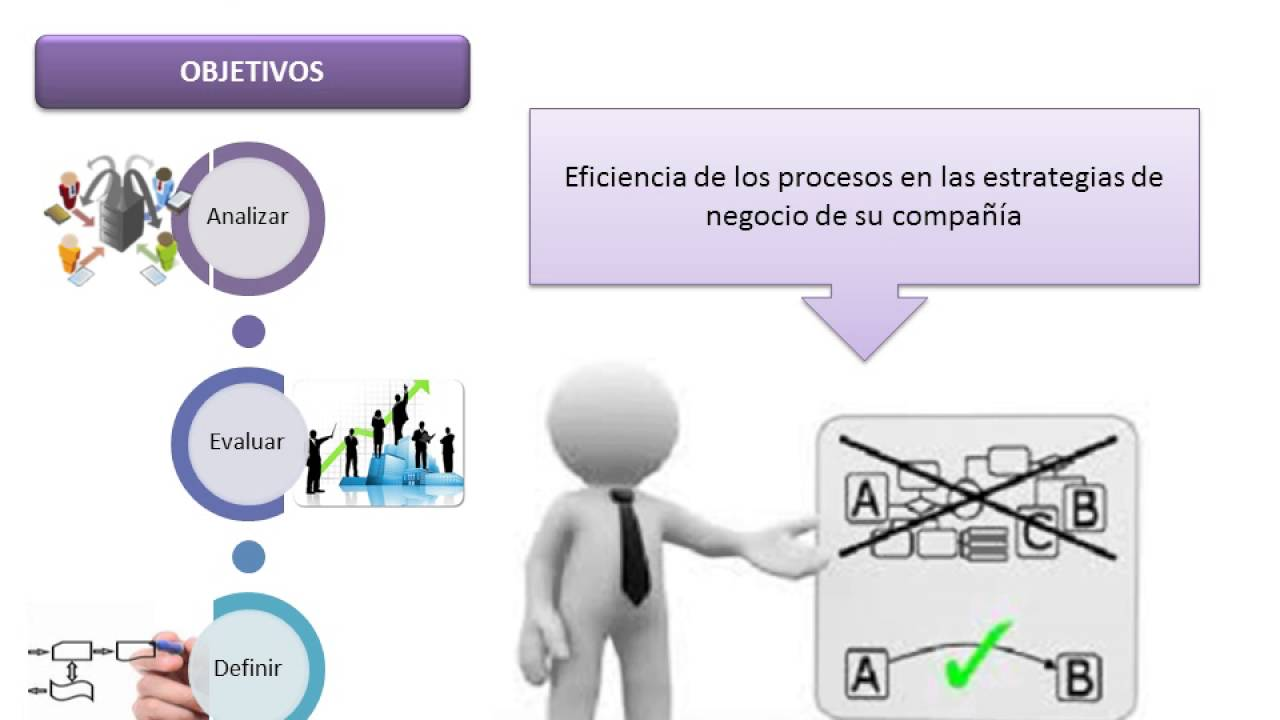 OBJETIVOS
Analizar
Evaluar
Definir
Eficiencia de los procesos en las estrategias de
negocio de su compañía
A
B
C
A
B